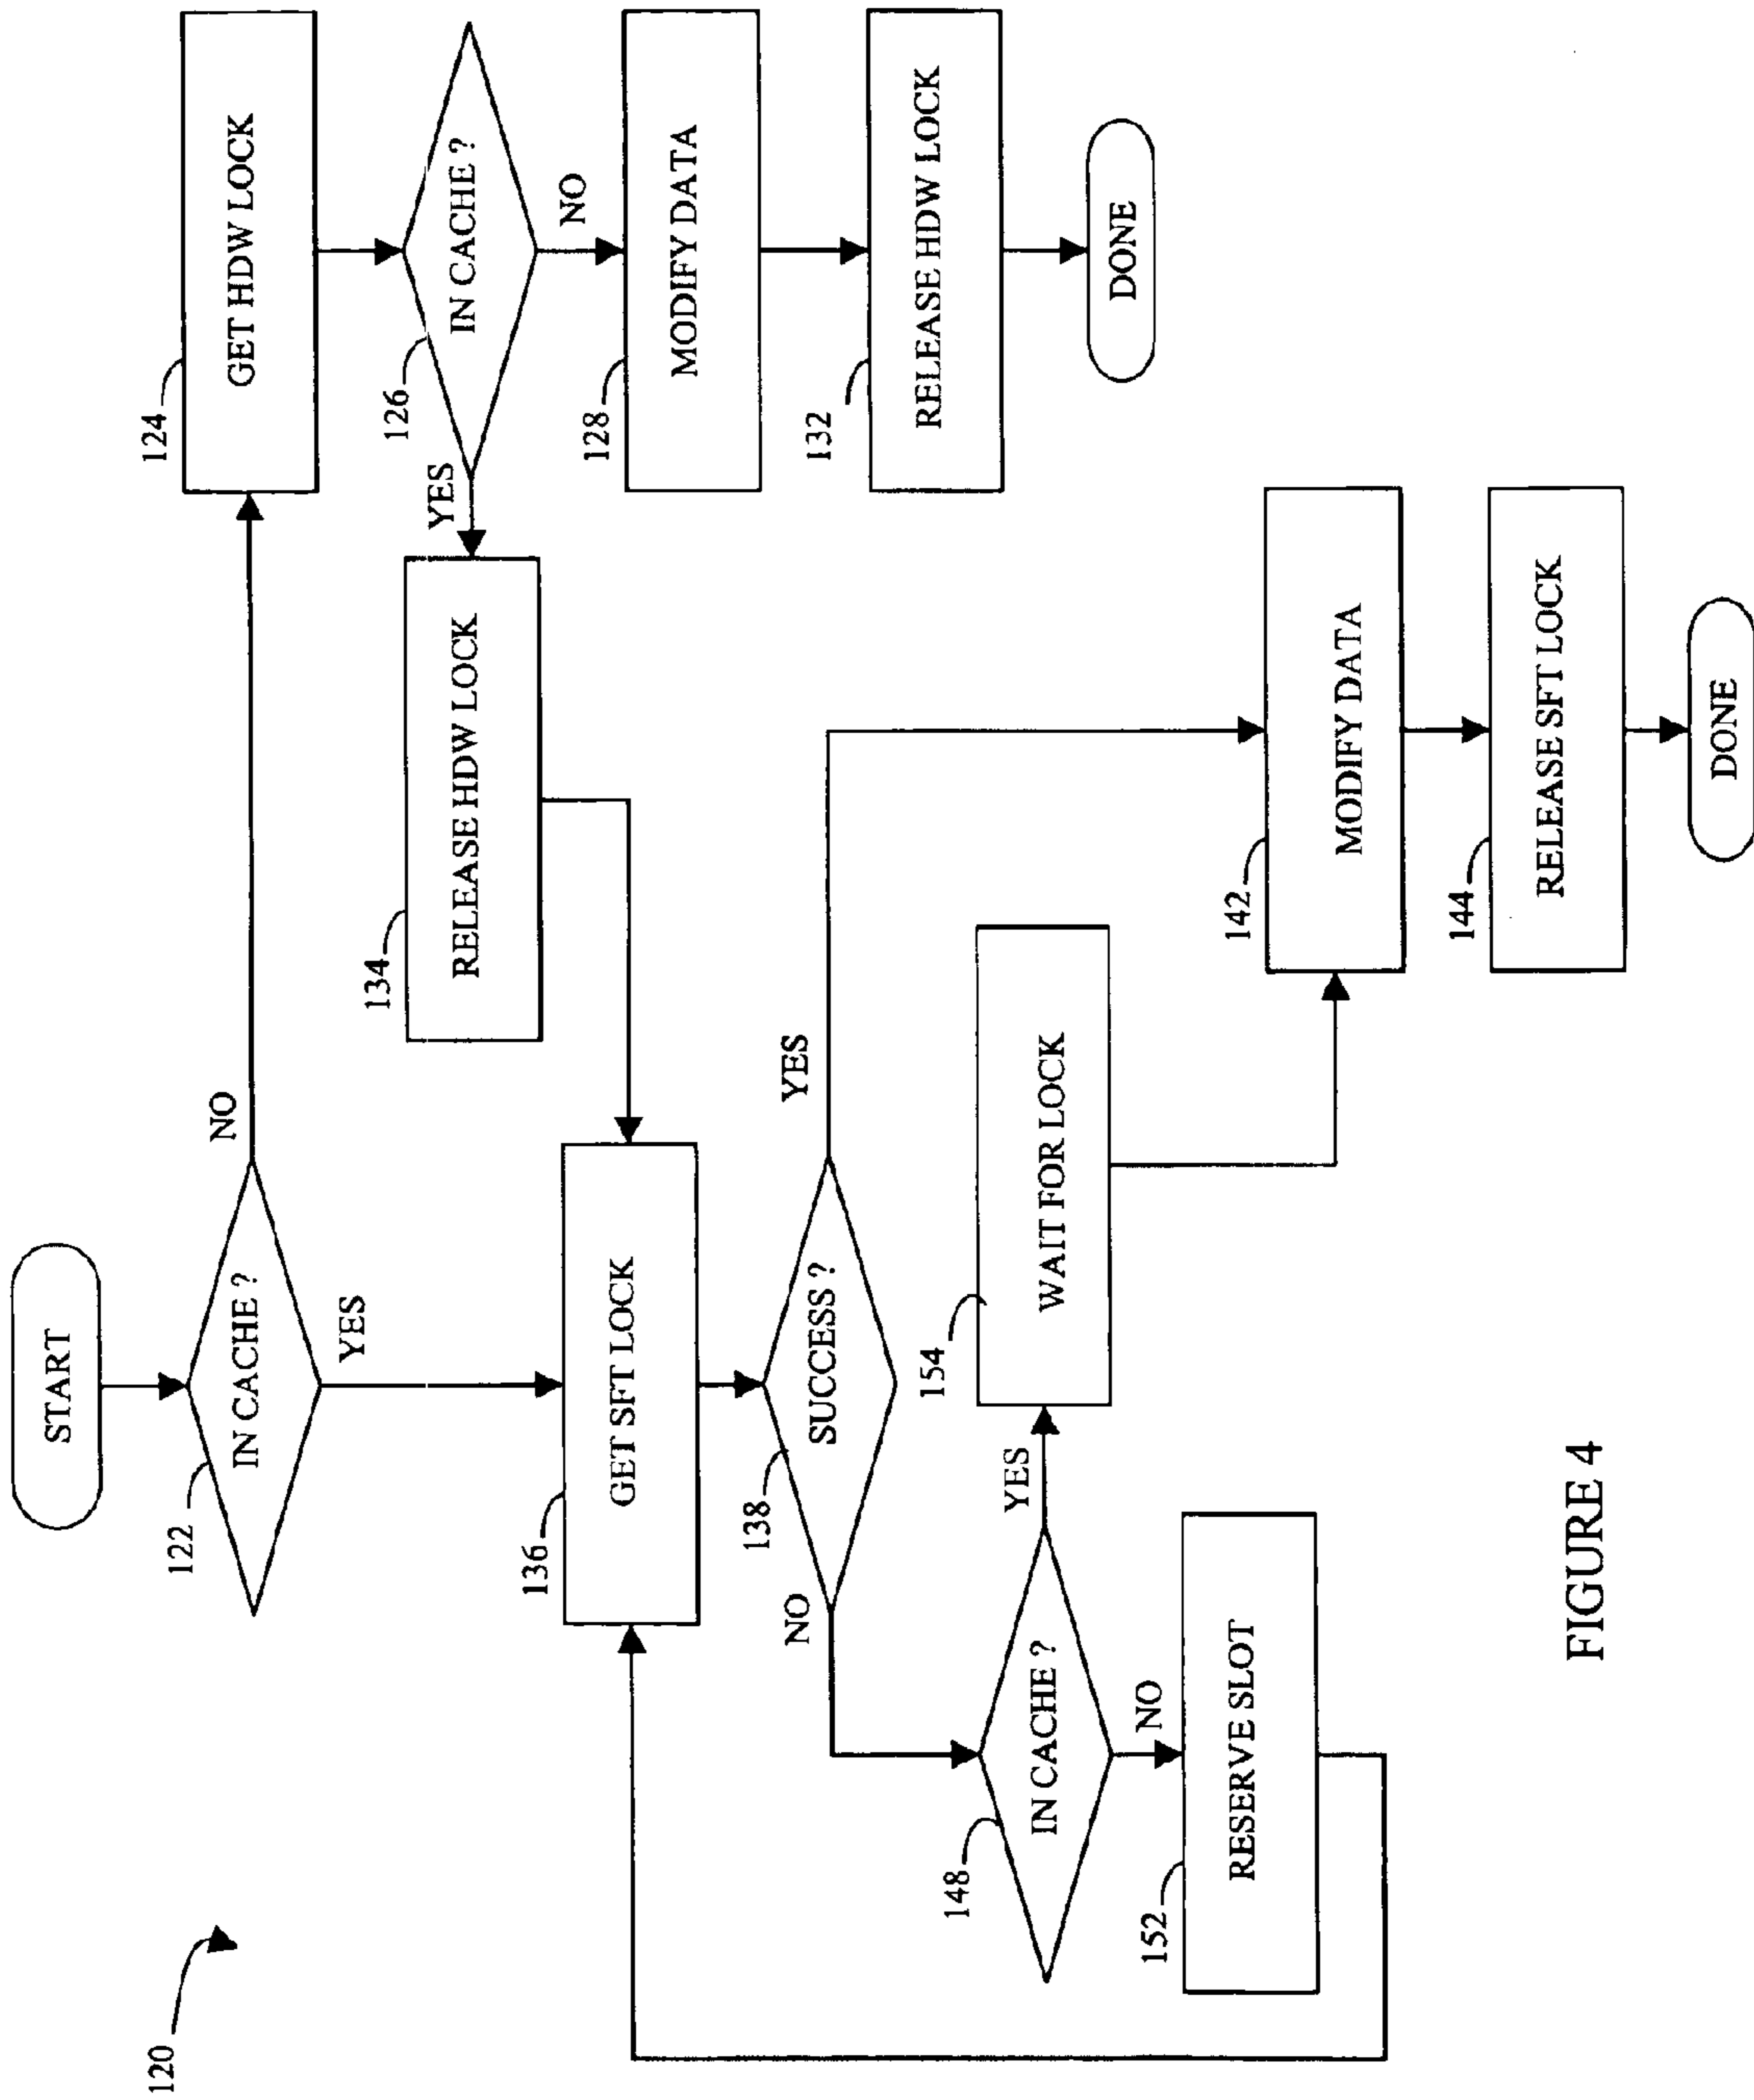 120
START
122
IN CACHE ?
NO
YES
124
GET HDW LOCK
126
IN CACHE ?
YES
NO
128
MODIFY DATA
132
RELEASE HDW LOCK
DONE
134
RELEASE HDW LOCK
136
GET SFT LOCK
138
SUCCESS ?
NO
YES
148
IN CACHE ?
YES
NO
152
RESERVE SLOT
154
WAIT FOR LOCK
142
MODIFY DATA
144
RELEASE SFT LOCK
DONE
FIGURE 4